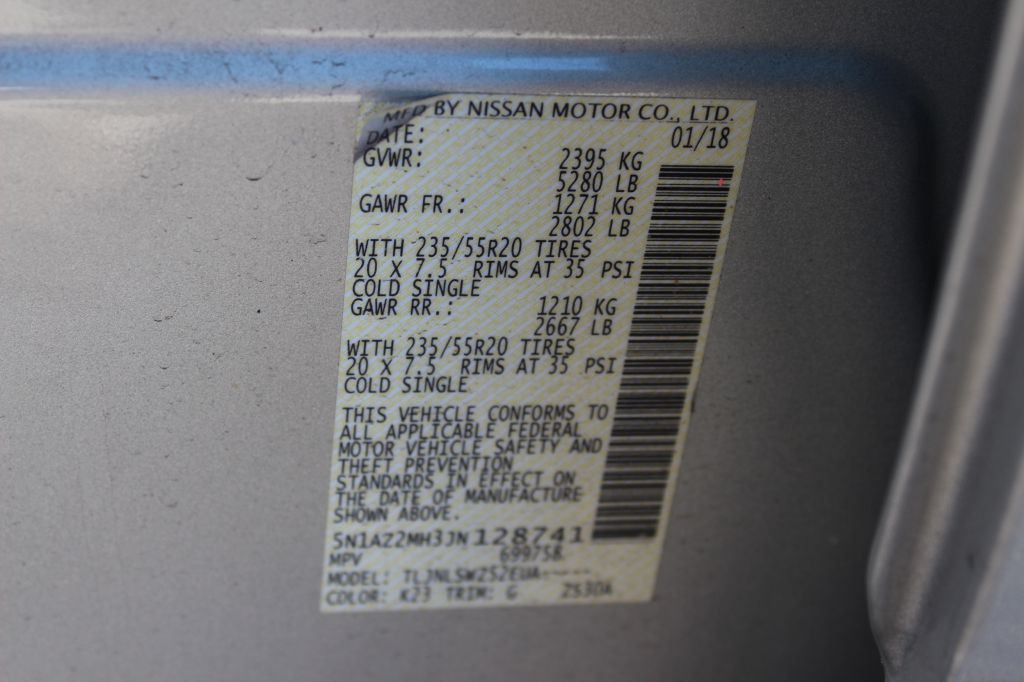 MFD BY NISSAN MOTOR CO., LTD.
DATE: 01/18
GVWR: 2395 KG
5280 LB
GAWR FR.: 1271 KG
2802 LB
WITH 235/55R20 TIRES
20 X 7.5 RIMS AT 35 PSI
COLD SINGLE
GAWR RR.: 1210 KG
2667 LB
WITH 235/55R20 TIRES
20 X 7.5 RIMS AT 35 PSI
COLD SINGLE
THIS VEHICLE CONFORMS TO
ALL APPLICABLE FEDERAL
MOTOR VEHICLE SAFETY AND
THEFT PREVENTION
STANDARDS IN EFFECT ON
THE DATE OF MANUFACTURE
SHOWN ABOVE.
5N1AZ2MH3JN128741
MPV 699758
MODEL: TLJNLSWZ52EUA-----
COLOR: K23 TRIM: G